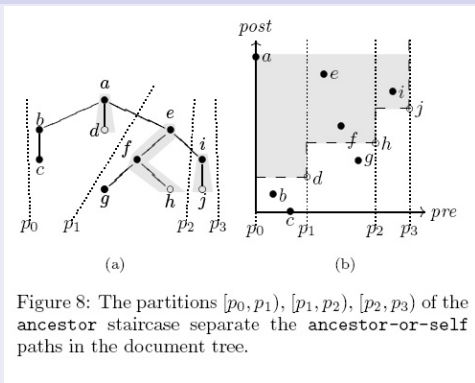 post
a
a
e
b
d
e
i
f
i
j
c
f
h
g
g
h
j
d
b
c
pre
p0 p1 p2 p3
p0 p1 p2 p3
(a) (b)
Figure 8: The partitions [p0, p1), [p1, p2), [p2, p3) of the
ancestor staircase separate the ancestor-or-self
paths in the document tree.